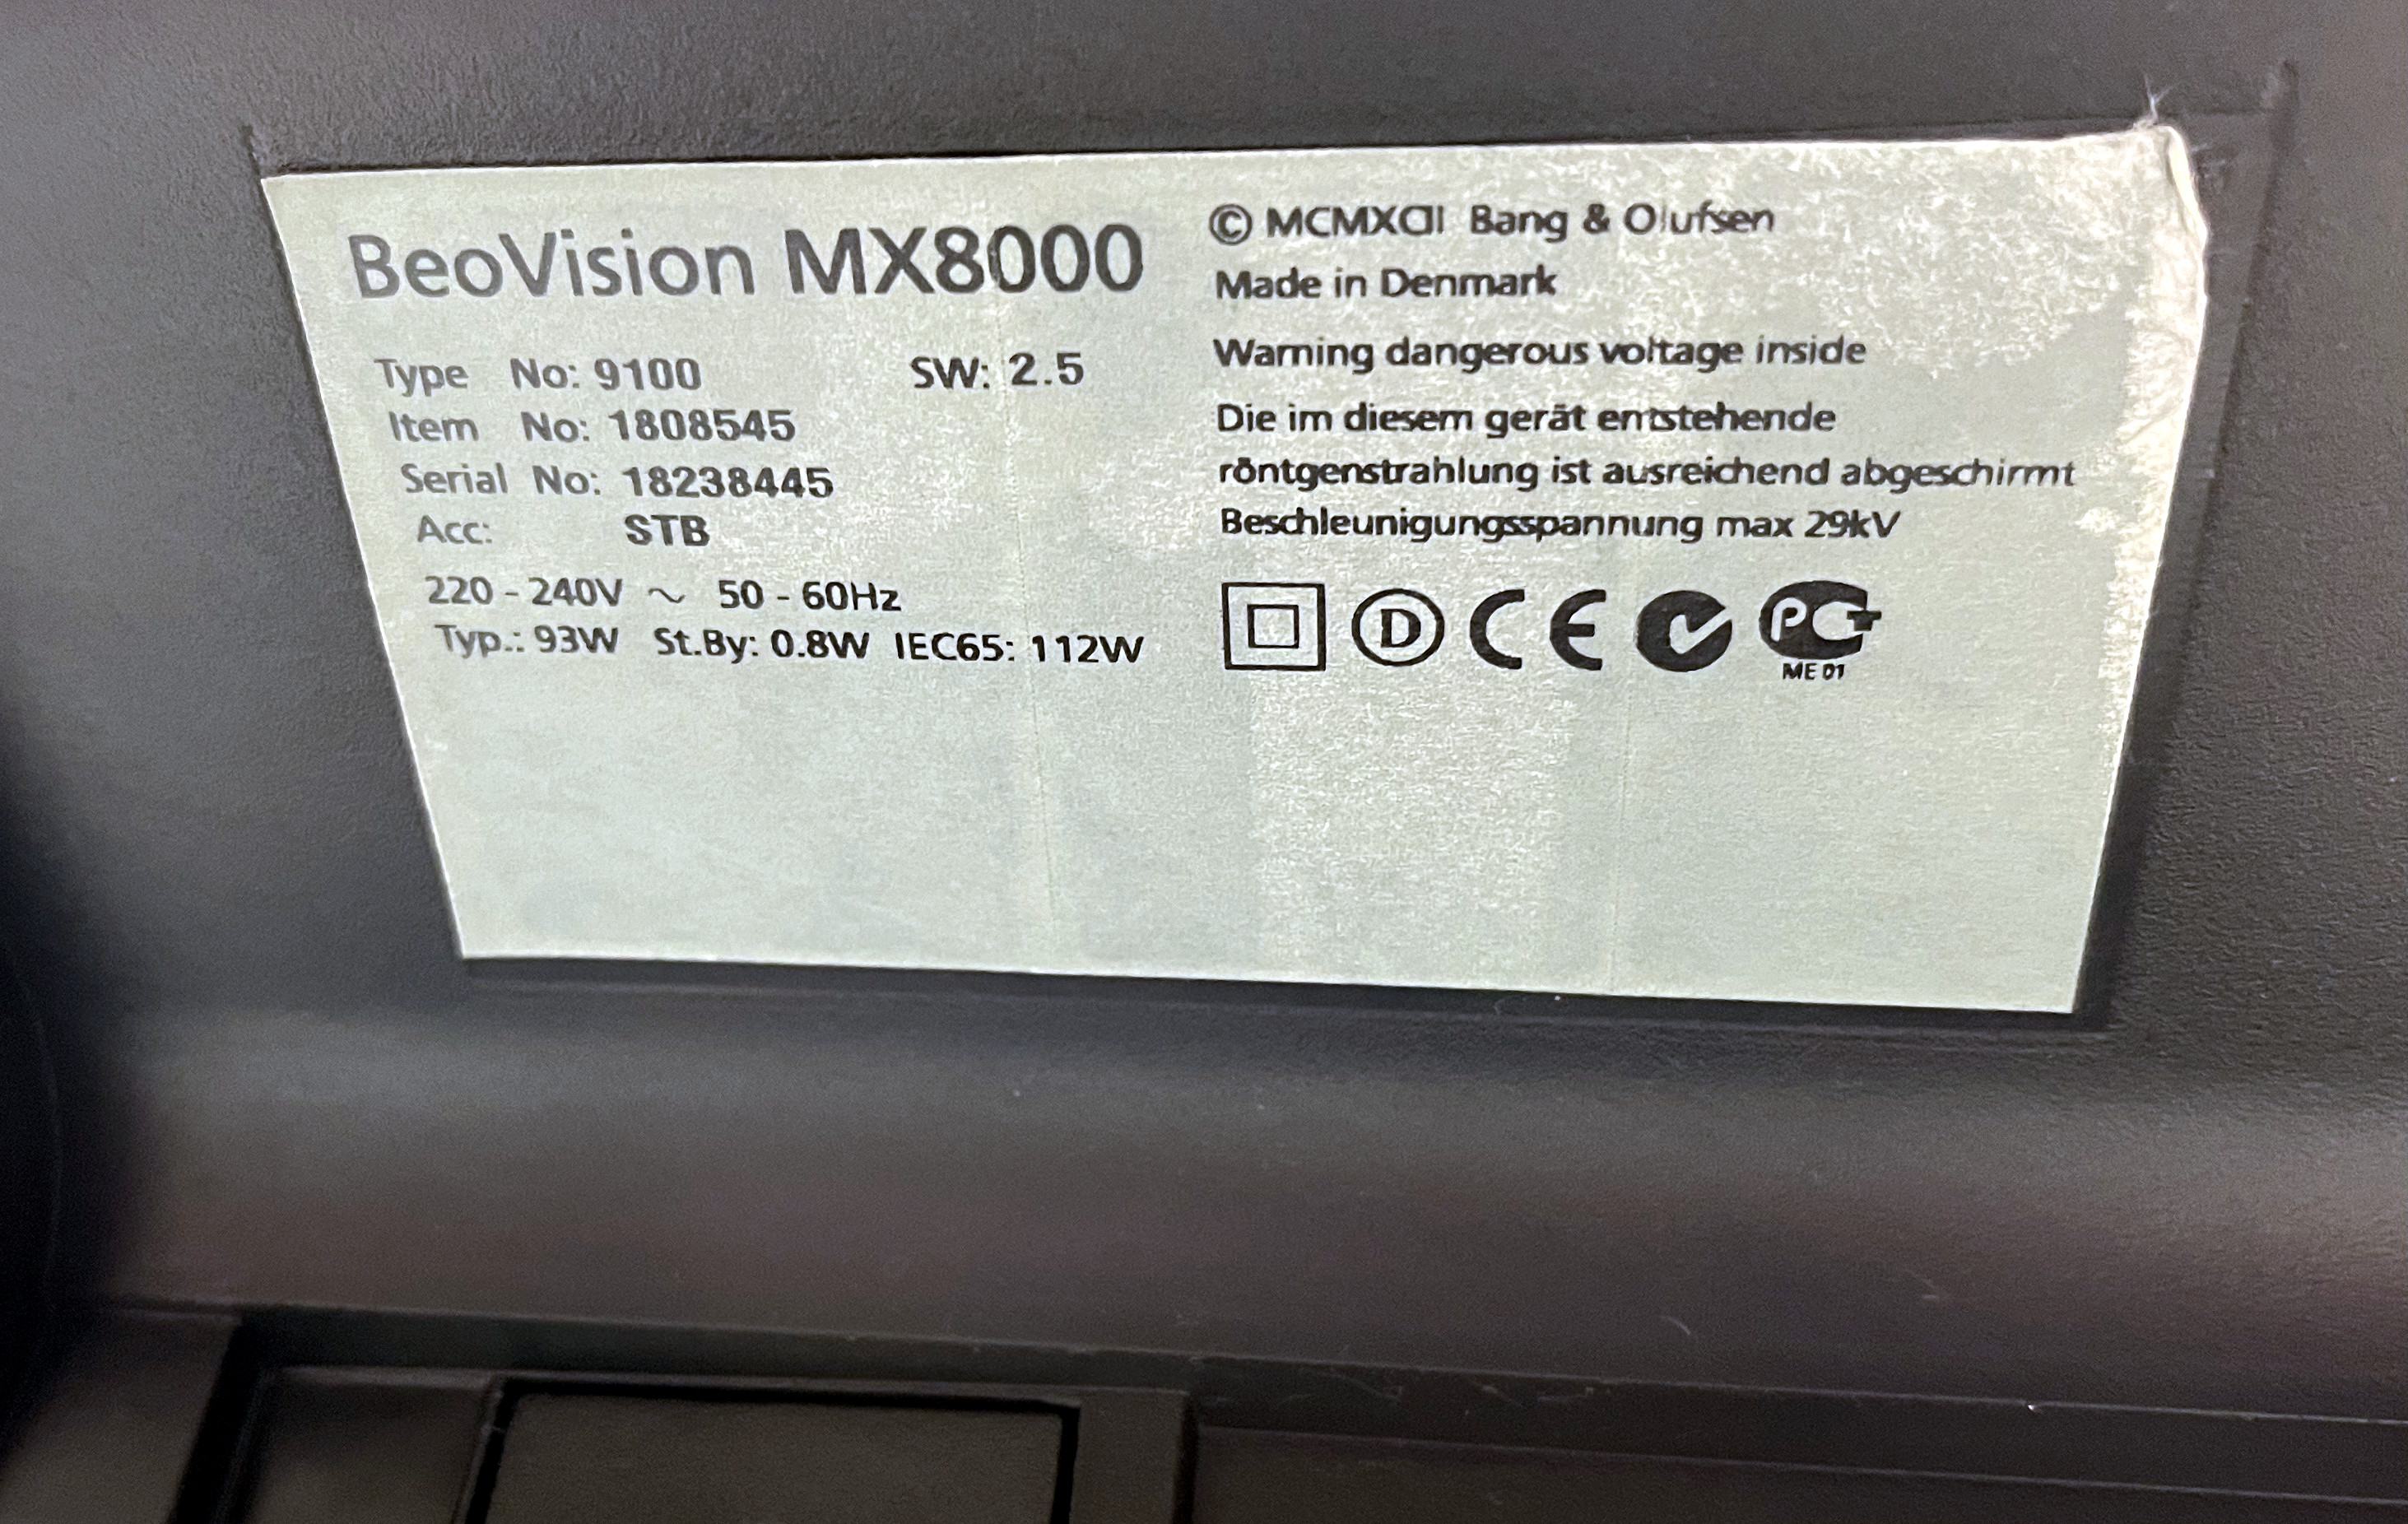 BeoVision MX8000
Type No: 9100 SW: 2.5
Item No: 1808545
Serial No: 18238445
Acc: STB
220 - 240V ~ 50 - 60Hz
Typ.: 93W St.By: 0.8W IEC65: 112W
© MCMXCII Bang & Olufsen
Made in Denmark
Warning dangerous voltage inside
Die im diesem gerät entstehende
röntgenstrahlung ist ausreichend abgeschirmt
Beschleunigungsspannung max 29kV
D CE PCT
ME 01